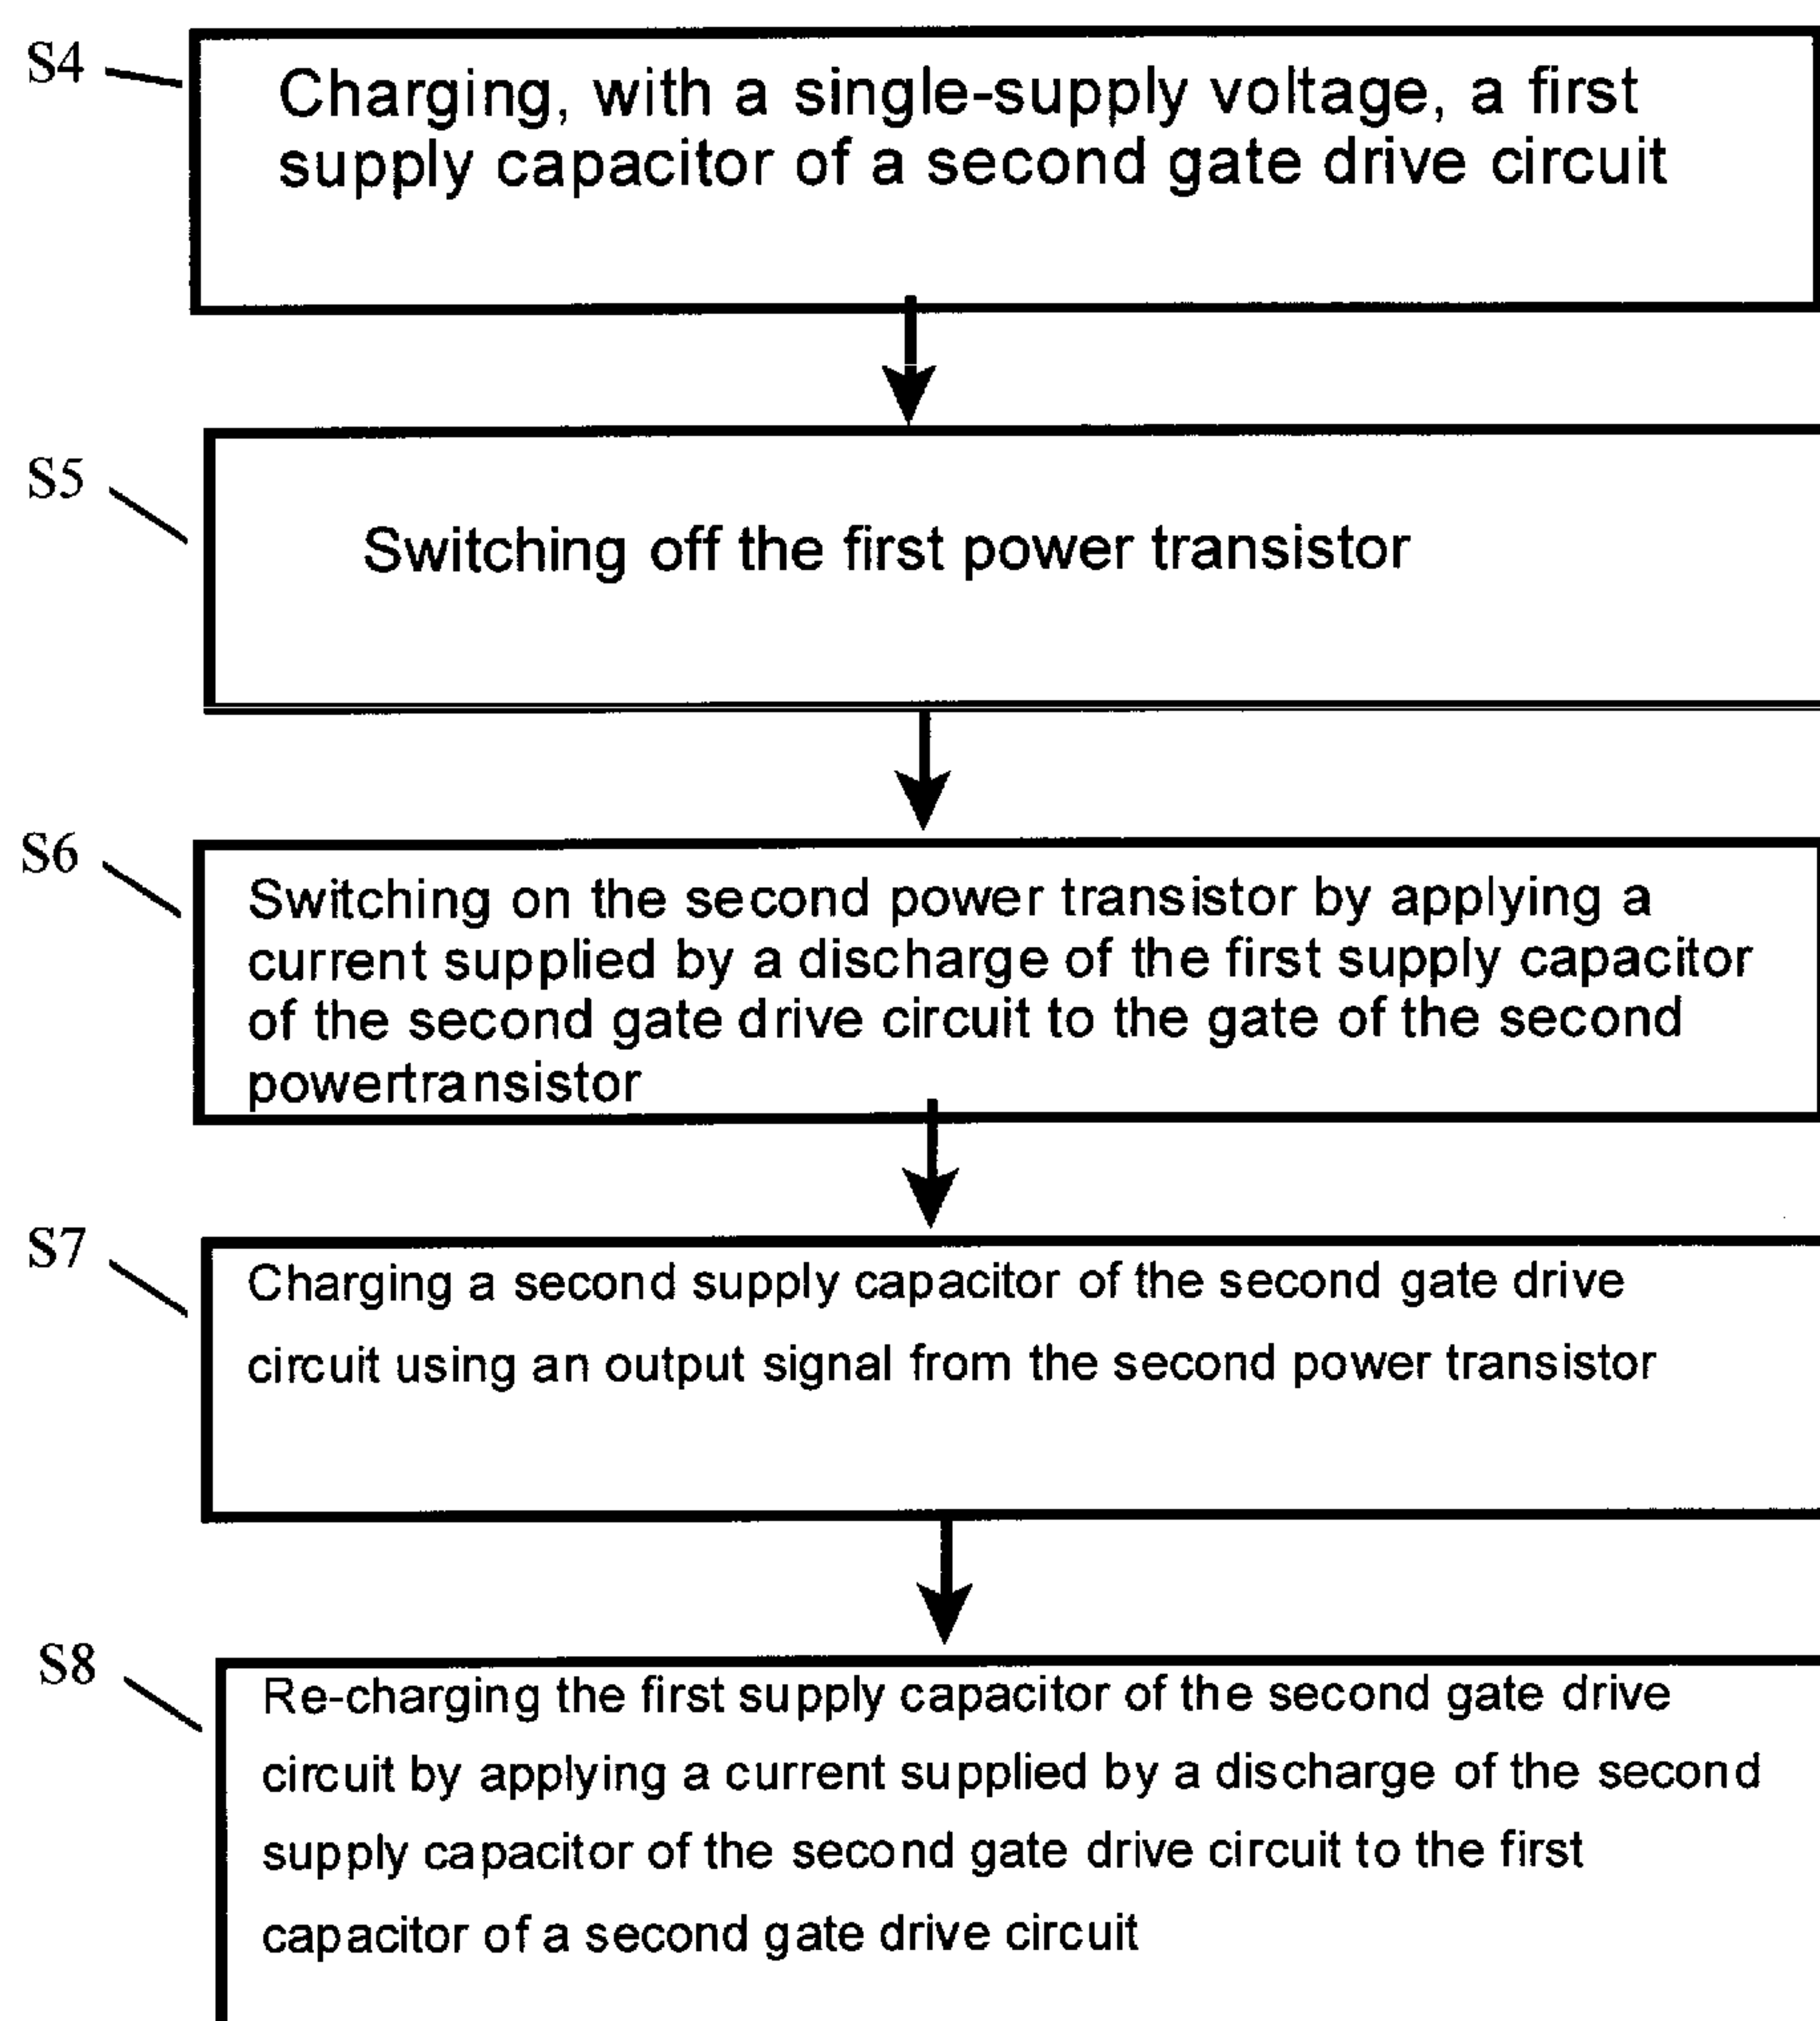 S4
Charging, with a single-supply voltage, a first
supply capacitor of a second gate drive circuit
S5
Switching off the first power transistor
S6
Switching on the second power transistor by applying a
current supplied by a discharge of the first supply capacitor
of the second gate drive circuit to the gate of the second
powertransistor
S7
Charging a second supply capacitor of the second gate drive
circuit using an output signal from the second power transistor
S8
Re-charging the first supply capacitor of the second gate drive
circuit by applying a current supplied by a discharge of the second
supply capacitor of the second gate drive circuit to the first
capacitor of a second gate drive circuit